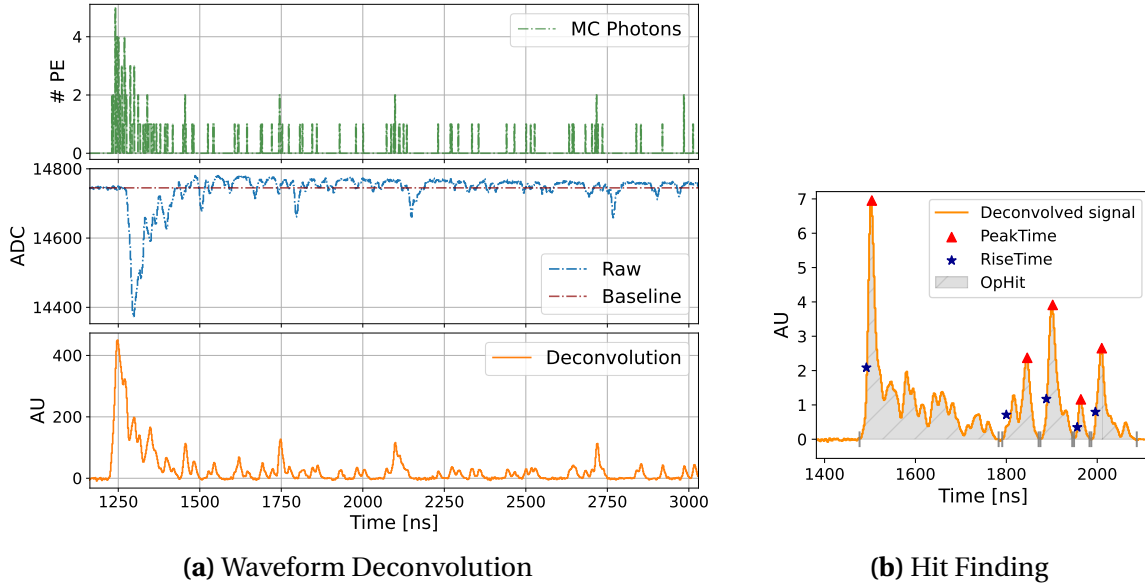 4
2
0
# PE
MC Photons
14800
14600
14400
ADC
Raw
Baseline
400
200
0
AU
Deconvolution
1250 1500 1750 2000 2250 2500 2750 3000
Time [ns]
(a) Waveform Deconvolution
7
6
5
4
3
2
1
0
AU
Deconvolved signal
PeakTime
RiseTime
OpHit
1400 1600 1800 2000
Time [ns]
(b) Hit Finding